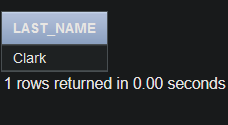 LAST_NAME
Clark
1 rows returned in 0.00 seconds